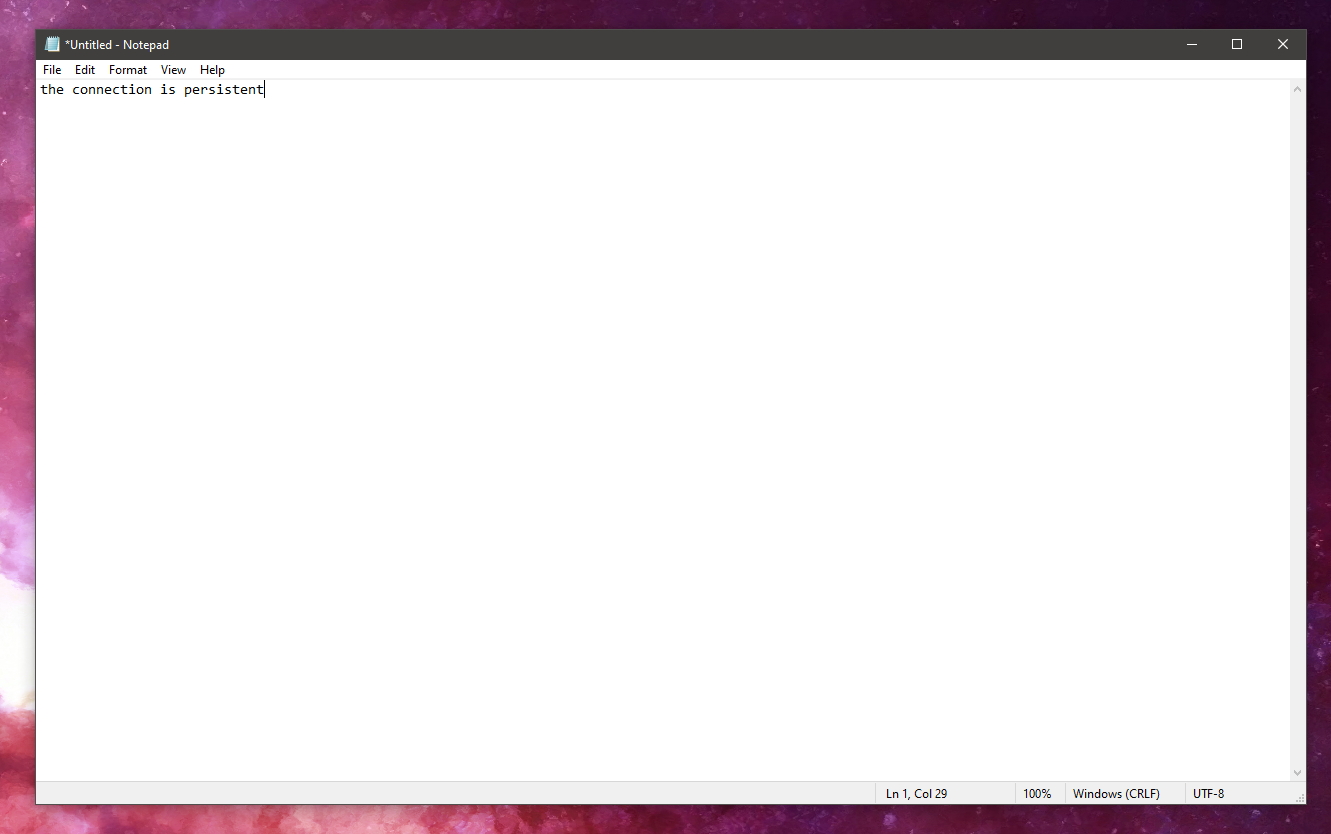 *Untitled - Notepad
File Edit Format View Help
the connection is persistent
Ln 1, Col 29 100% Windows (CRLF) UTF-8